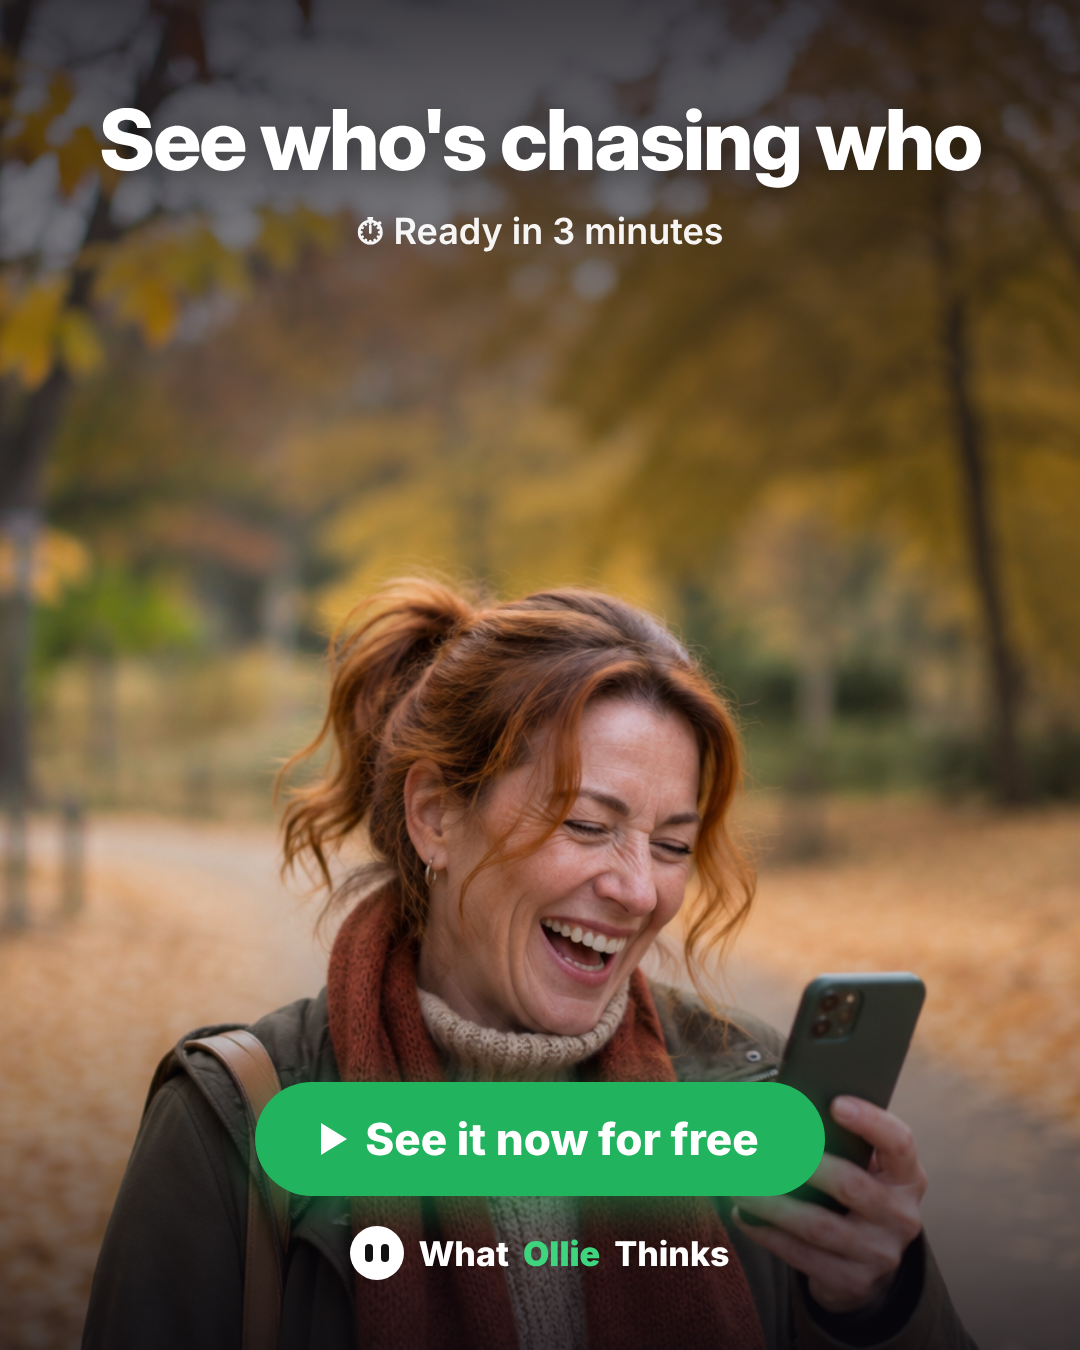 See who's chasing who
⏱ Ready in 3 minutes
▶ See it now for free
What Ollie Thinks